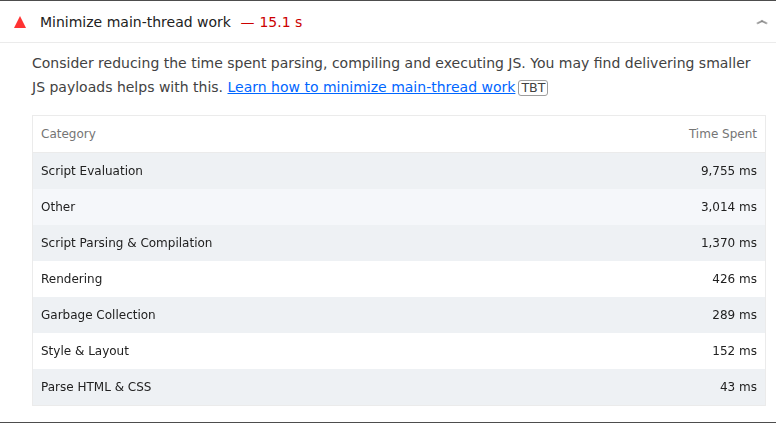 Minimize main-thread work — 15.1 s
Consider reducing the time spent parsing, compiling and executing JS. You may find delivering smaller
JS payloads helps with this. Learn how to minimize main-thread work TBT
Category Time Spent
Script Evaluation 9,755 ms
Other 3,014 ms
Script Parsing & Compilation 1,370 ms
Rendering 426 ms
Garbage Collection 289 ms
Style & Layout 152 ms
Parse HTML & CSS 43 ms